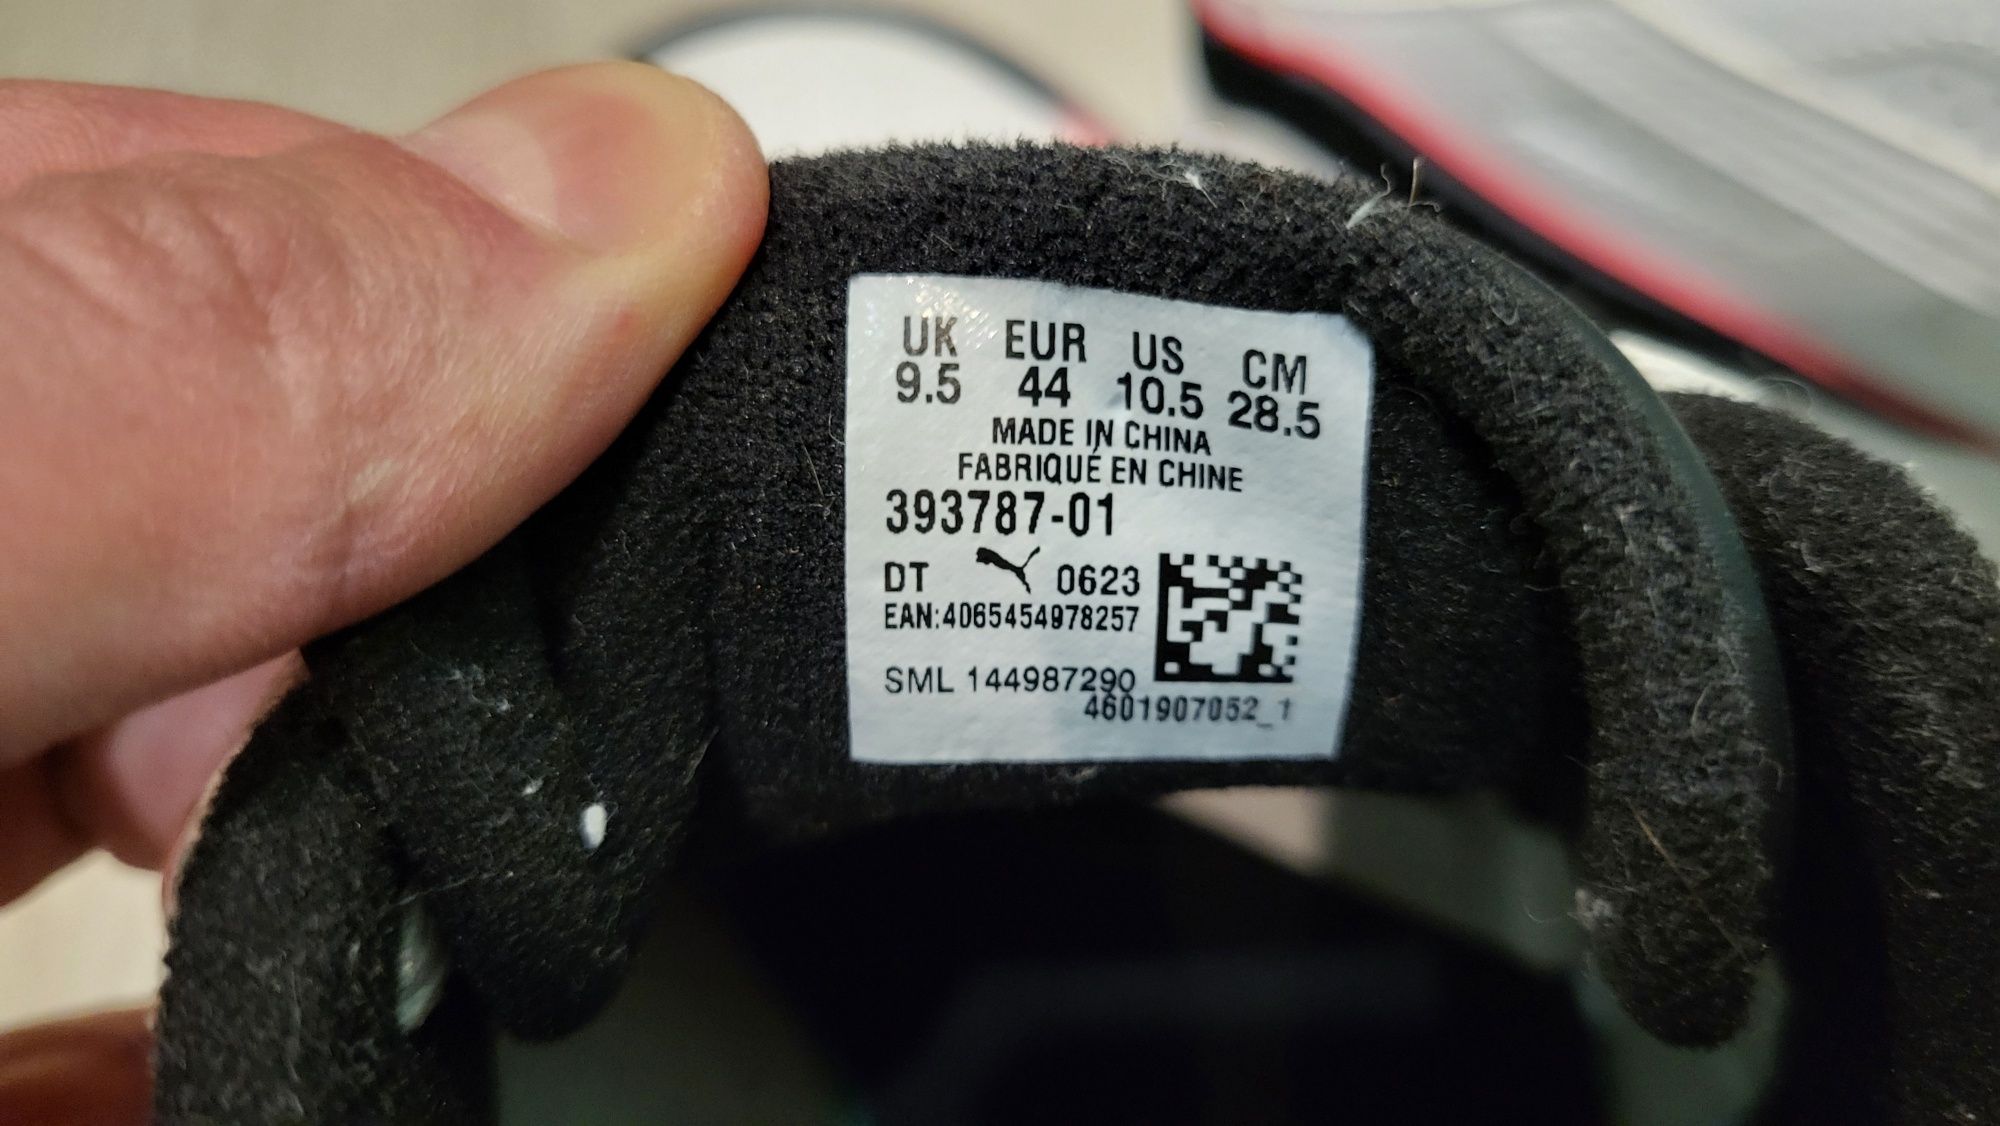 UK EUR US CM
9.5 44 10.5 28.5
MADE IN CHINA
FABRIQUÉ EN CHINE
393787-01
DT 0623
EAN:4065454978257
SML 144987290
4601907052_1